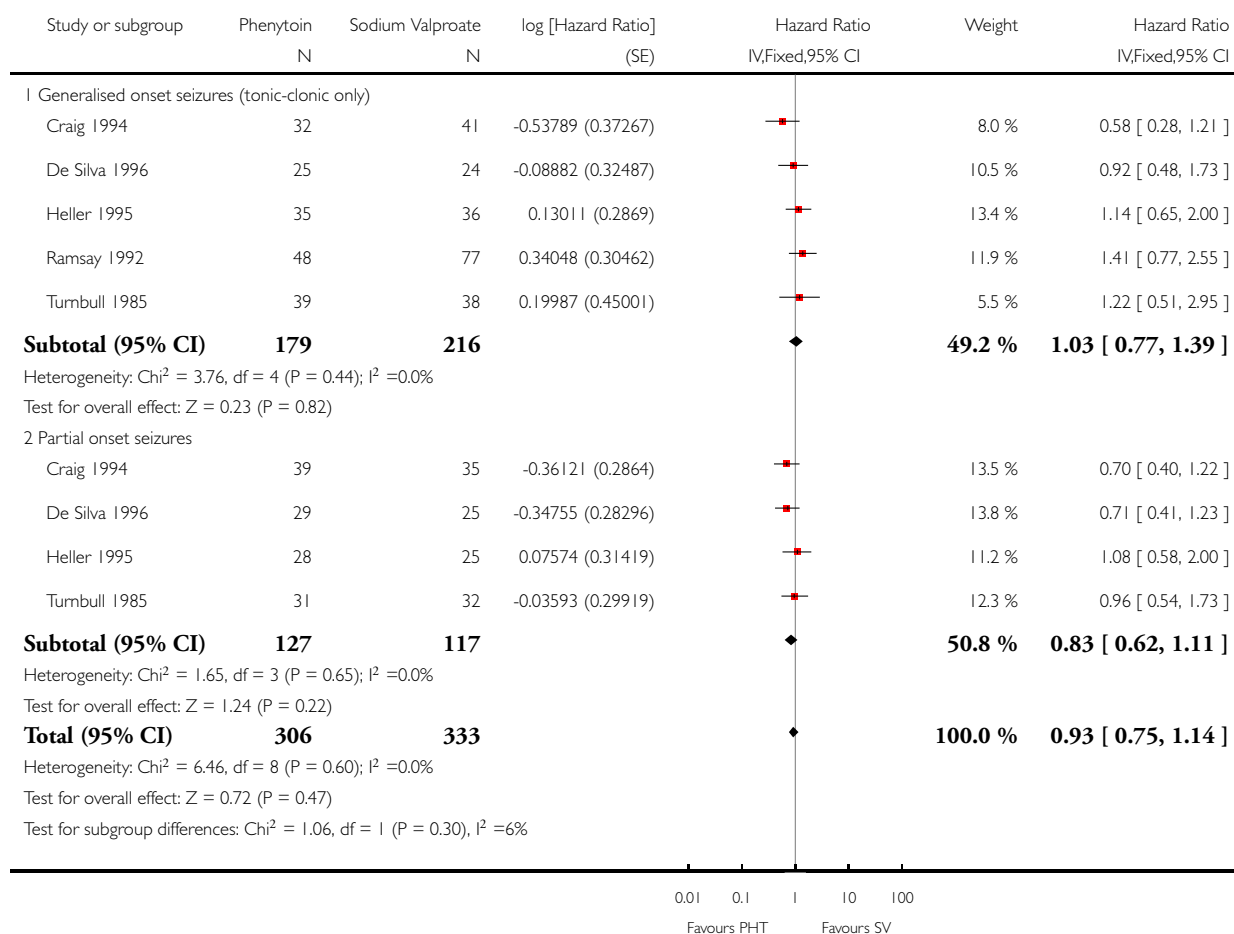 Study or subgroup Phenytoin Sodium Valproate log [Hazard Ratio] Hazard Ratio Weight Hazard Ratio
N N (SE) IV,Fixed,95% CI IV,Fixed,95% CI
1 Generalised onset seizures (tonic-clonic only)
Craig 1994 32 41 -0.53789 (0.37267) 8.0 % 0.58 [ 0.28, 1.21 ]
De Silva 1996 25 24 -0.08882 (0.32487) 10.5 % 0.92 [ 0.48, 1.73 ]
Heller 1995 35 36 0.13011 (0.2869) 13.4 % 1.14 [ 0.65, 2.00 ]
Ramsay 1992 48 77 0.34048 (0.30462) 11.9 % 1.41 [ 0.77, 2.55 ]
Turnbull 1985 39 38 0.19987 (0.45001) 5.5 % 1.22 [ 0.51, 2.95 ]
Subtotal (95% CI) 179 216 49.2 % 1.03 [ 0.77, 1.39 ]
Heterogeneity: Chi² = 3.76, df = 4 (P = 0.44); I² =0.0%
Test for overall effect: Z = 0.23 (P = 0.82)
2 Partial onset seizures
Craig 1994 39 35 -0.36121 (0.2864) 13.5 % 0.70 [ 0.40, 1.22 ]
De Silva 1996 29 25 -0.34755 (0.28296) 13.8 % 0.71 [ 0.41, 1.23 ]
Heller 1995 28 25 0.07574 (0.31419) 11.2 % 1.08 [ 0.58, 2.00 ]
Turnbull 1985 31 32 -0.03593 (0.29919) 12.3 % 0.96 [ 0.54, 1.73 ]
Subtotal (95% CI) 127 117 50.8 % 0.83 [ 0.62, 1.11 ]
Heterogeneity: Chi² = 1.65, df = 3 (P = 0.65); I² =0.0%
Test for overall effect: Z = 1.24 (P = 0.22)
Total (95% CI) 306 333 100.0 % 0.93 [ 0.75, 1.14 ]
Heterogeneity: Chi² = 6.46, df = 8 (P = 0.60); I² =0.0%
Test for overall effect: Z = 0.72 (P = 0.47)
Test for subgroup differences: Chi² = 1.06, df = 1 (P = 0.30), I² =6%
0.01 0.1 1 10 100
Favours PHT Favours SV